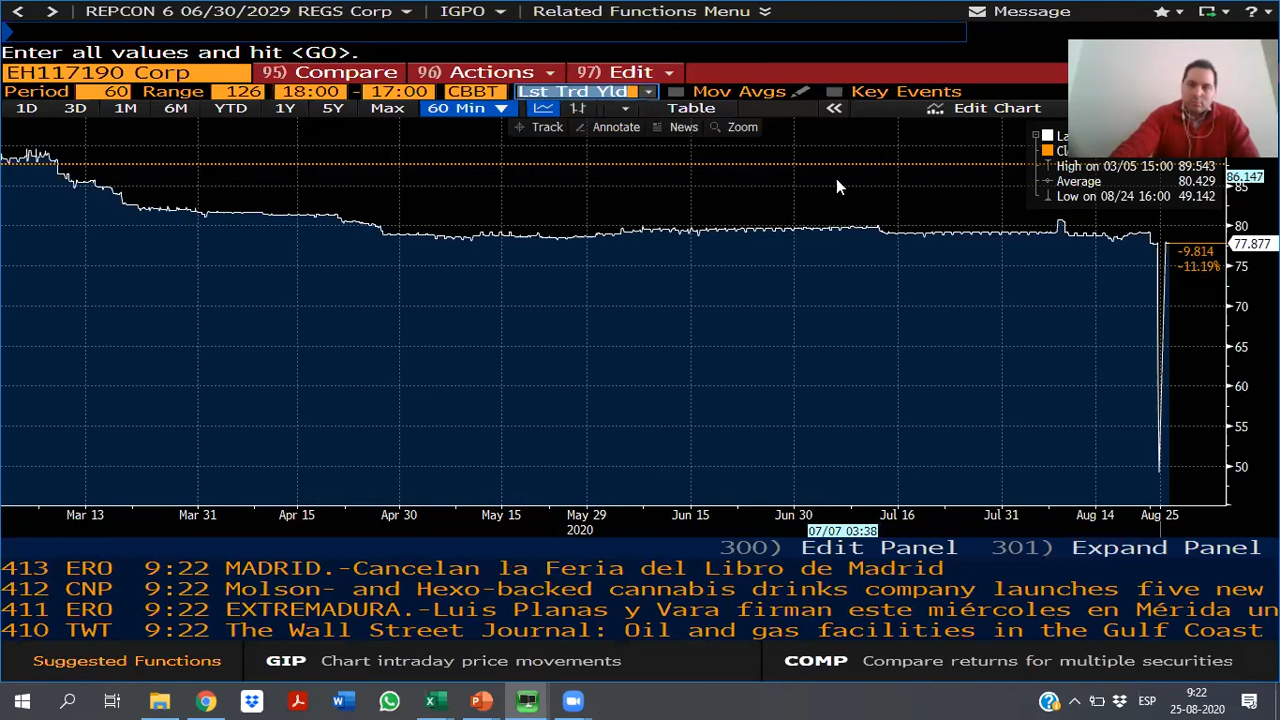 < > REPCON 6 06/30/2029 REGS Corp IGPO Related Functions Menu Message ?
Enter all values and hit <GO>.
EH117190 Corp 95) Compare 96) Actions 97) Edit
Period 60 Range 126 18:00 - 17:00 CBBT Lst Trd Yld Mov Avgs Key Events
1D 3D 1M 6M YTD 1Y 5Y Max 60 Min Table << Edit Chart
Track Annotate News Zoom
High on 03/05 15:00 89.543
Average 80.429
Low on 08/24 16:00 49.142
86.147
85
80
77.877
-9.814
-11.19%
75
70
65
60
55
50
Mar 13 Mar 31 Apr 15 Apr 30 May 15 May 29 Jun 15 Jun 30 Jul 16 Jul 31 Aug 14 Aug 25
2020
07/07 03:38
300) Edit Panel 301) Expand Panel
413 ERO 9:22 MADRID.-Cancelan la Feria del Libro de Madrid
412 CNP 9:22 Molson- and Hexo-backed cannabis drinks company launches five new
411 ERO 9:22 EXTREMADURA.-Luis Planas y Vara firman este miércoles en Mérida un
410 TWT 9:22 The Wall Street Journal: Oil and gas facilities in the Gulf Coast
Suggested Functions GIP Chart intraday price movements COMP Compare returns for multiple securities
ESP
9:22
25-08-2020